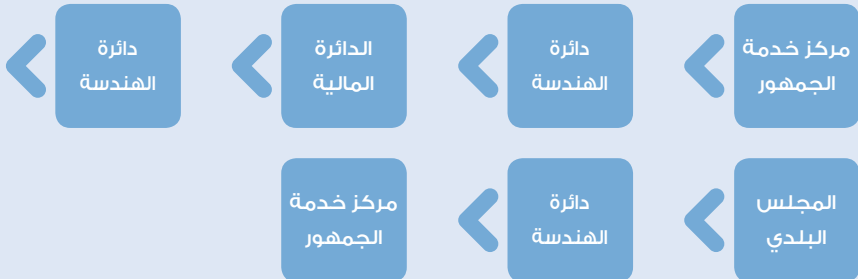 مركز خدمة
الجمهور
دائرة
الهندسة
الدائرة
المالية
دائرة
الهندسة
المجلس
البلدي
دائرة
الهندسة
مركز خدمة
الجمهور